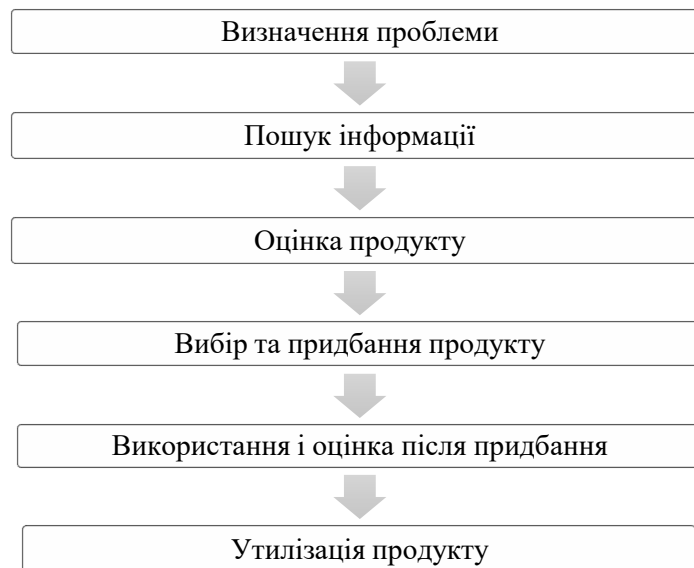 Визначення проблеми
Пошук інформації
Оцінка продукту
Вибір та придбання продукту
Використання і оцінка після придбання
Утилізація продукту